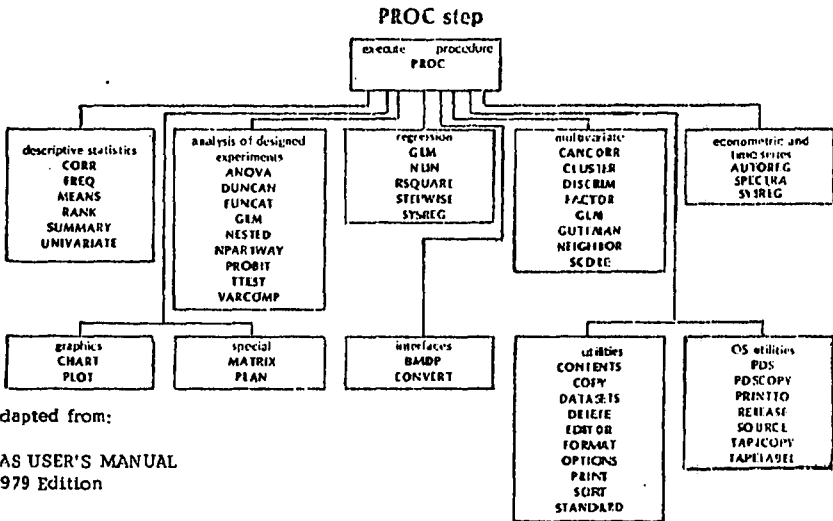 PROC step
execute procedure
PROC
descriptive statistics
CORR
FREQ
MEANS
RANK
SUMMARY
UNIVARIATE
analysis of designed
experiments
ANOVA
DUNCAN
FUNCAT
GLM
NESTED
NPARTWAY
PROBIT
TTEST
VARCOMP
regression
GLM
NLIN
RSQUARE
STEPWISE
SYSREG
multivariate
CANCORR
CLUSTER
DISCRIM
FACTOR
GLM
GUTTMAN
NEIGHBOR
SCORE
econometric and
time series
AUTOREG
SPECTRA
SYSREG
graphics
CHART
PLOT
special
MATRIX
PLAN
interfaces
BMDP
CONVERT
utilities
CONTENTS
COPY
DATASETS
DELETE
EDITOR
FORMAT
OPTIONS
PRINT
SORT
STANDARD
OS utilities
PDS
PDSCOPY
PRINTTO
RELEASE
SOURCE
TAPECOPY
TAPELABEL
dapted from:
AS USER'S MANUAL
979 Edition